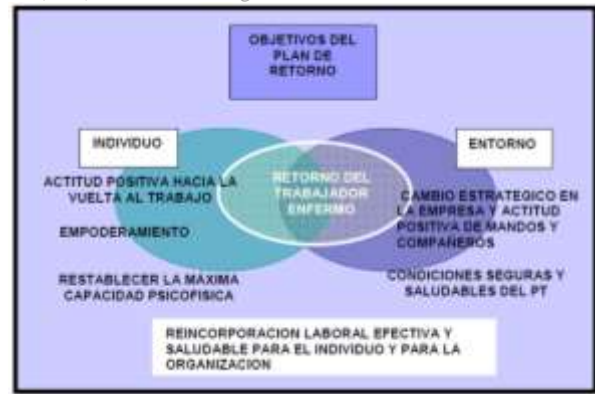 OBJETIVOS DEL
PLAN DE
RETORNO
INDIVIDUO
ENTORNO
ACTITUD POSITIVA HACIA LA
VUELTA AL TRABAJO
EMPODERAMIENTO
RESTABLECER LA MÁXIMA
CAPACIDAD PSICOFISICA
RETORNO DEL
TRABAJADOR
ENFERMO
CAMBIO ESTRATEGICO EN
LA EMPRESA Y ACTITUD
POSITIVA DE MANDOS Y
COMPAÑEROS
CONDICIONES SEGURAS Y
SALUDABLES DEL PT
REINCORPORACION LABORAL EFECTIVA Y
SALUDABLE PARA EL INDIVIDUO Y PARA LA
ORGANIZACION